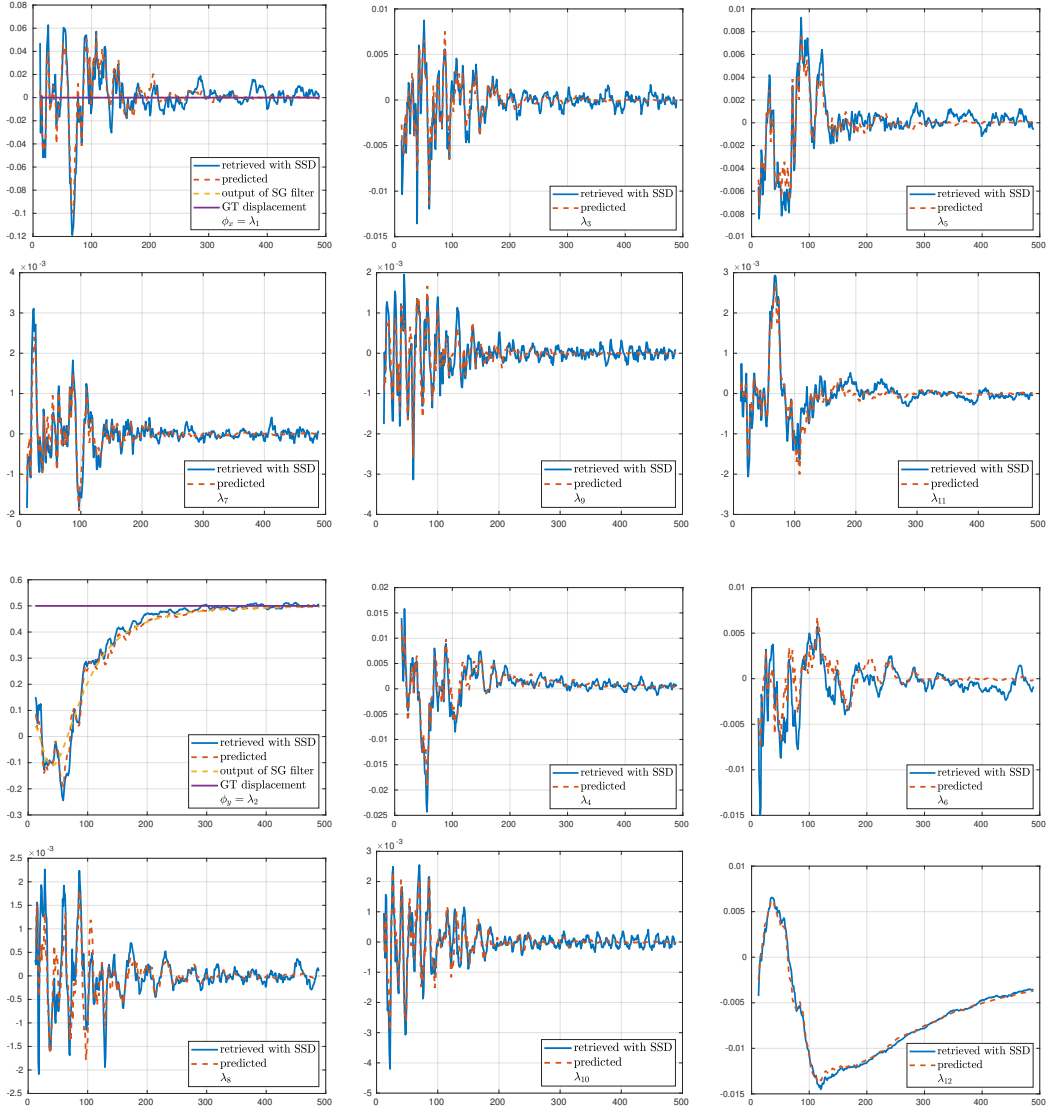 0.08
0.06
0.04
0.02
0
-0.02
-0.04
-0.06
-0.08
-0.1
-0.12
0 100 200 300 400 500
retrieved with SSD
predicted
output of SG filter
GT displacement
ϕx = λ1
0.01
0.005
0
-0.005
-0.01
-0.015
0 100 200 300 400 500
retrieved with SSD
predicted
λ3
0.01
0.008
0.006
0.004
0.002
0
-0.002
-0.004
-0.006
-0.008
-0.01
0 100 200 300 400 500
retrieved with SSD
predicted
λ5
×10-3
4
3
2
1
0
-1
-2
0 100 200 300 400 500
retrieved with SSD
predicted
λ7
×10-3
2
1
0
-1
-2
-3
-4
0 100 200 300 400 500
retrieved with SSD
predicted
λ9
×10-3
3
2
1
0
-1
-2
-3
0 100 200 300 400 500
retrieved with SSD
predicted
λ11
0.6
0.5
0.4
0.3
0.2
0.1
0
-0.1
-0.2
-0.3
0 100 200 300 400 500
retrieved with SSD
predicted
output of SG filter
GT displacement
ϕy = λ2
0.02
0.015
0.01
0.005
0
-0.005
-0.01
-0.015
-0.02
-0.025
0 100 200 300 400 500
retrieved with SSD
predicted
λ4
0.01
0.005
0
-0.005
-0.01
-0.015
0 100 200 300 400 500
retrieved with SSD
predicted
λ6
×10-3
2.5
2
1.5
1
0.5
0
-0.5
-1
-1.5
-2
-2.5
0 100 200 300 400 500
retrieved with SSD
predicted
λ8
×10-3
3
2
1
0
-1
-2
-3
-4
-5
0 100 200 300 400 500
retrieved with SSD
predicted
λ10
0.01
0.005
0
-0.005
-0.01
-0.015
0 100 200 300 400 500
retrieved with SSD
predicted
λ12